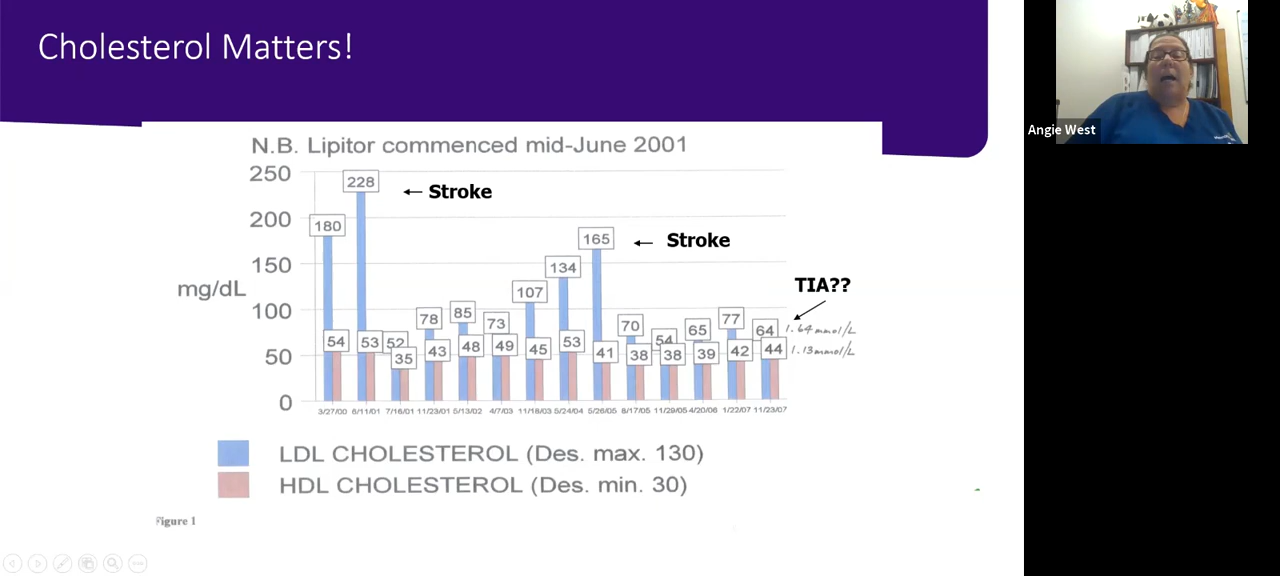 Cholesterol Matters!
Angie West
N.B. Lipitor commenced mid-June 2001
250
228
← Stroke
200
180
165
← Stroke
150
134
mg/dL
TIA??
107
100
78
85
73
70
54
65
77
64
1.64 mmol/L
54
53
52
35
43
48
49
45
53
41
38
38
39
42
44
1.13 mmol/L
50
0
3/27/00 6/11/01 7/16/01 11/23/01 5/13/02 4/7/03 11/18/03 5/24/04 5/26/05 8/17/05 11/29/05 4/20/06 1/22/07 11/23/07
LDL CHOLESTEROL (Des. max. 130)
HDL CHOLESTEROL (Des. min. 30)
Figure 1